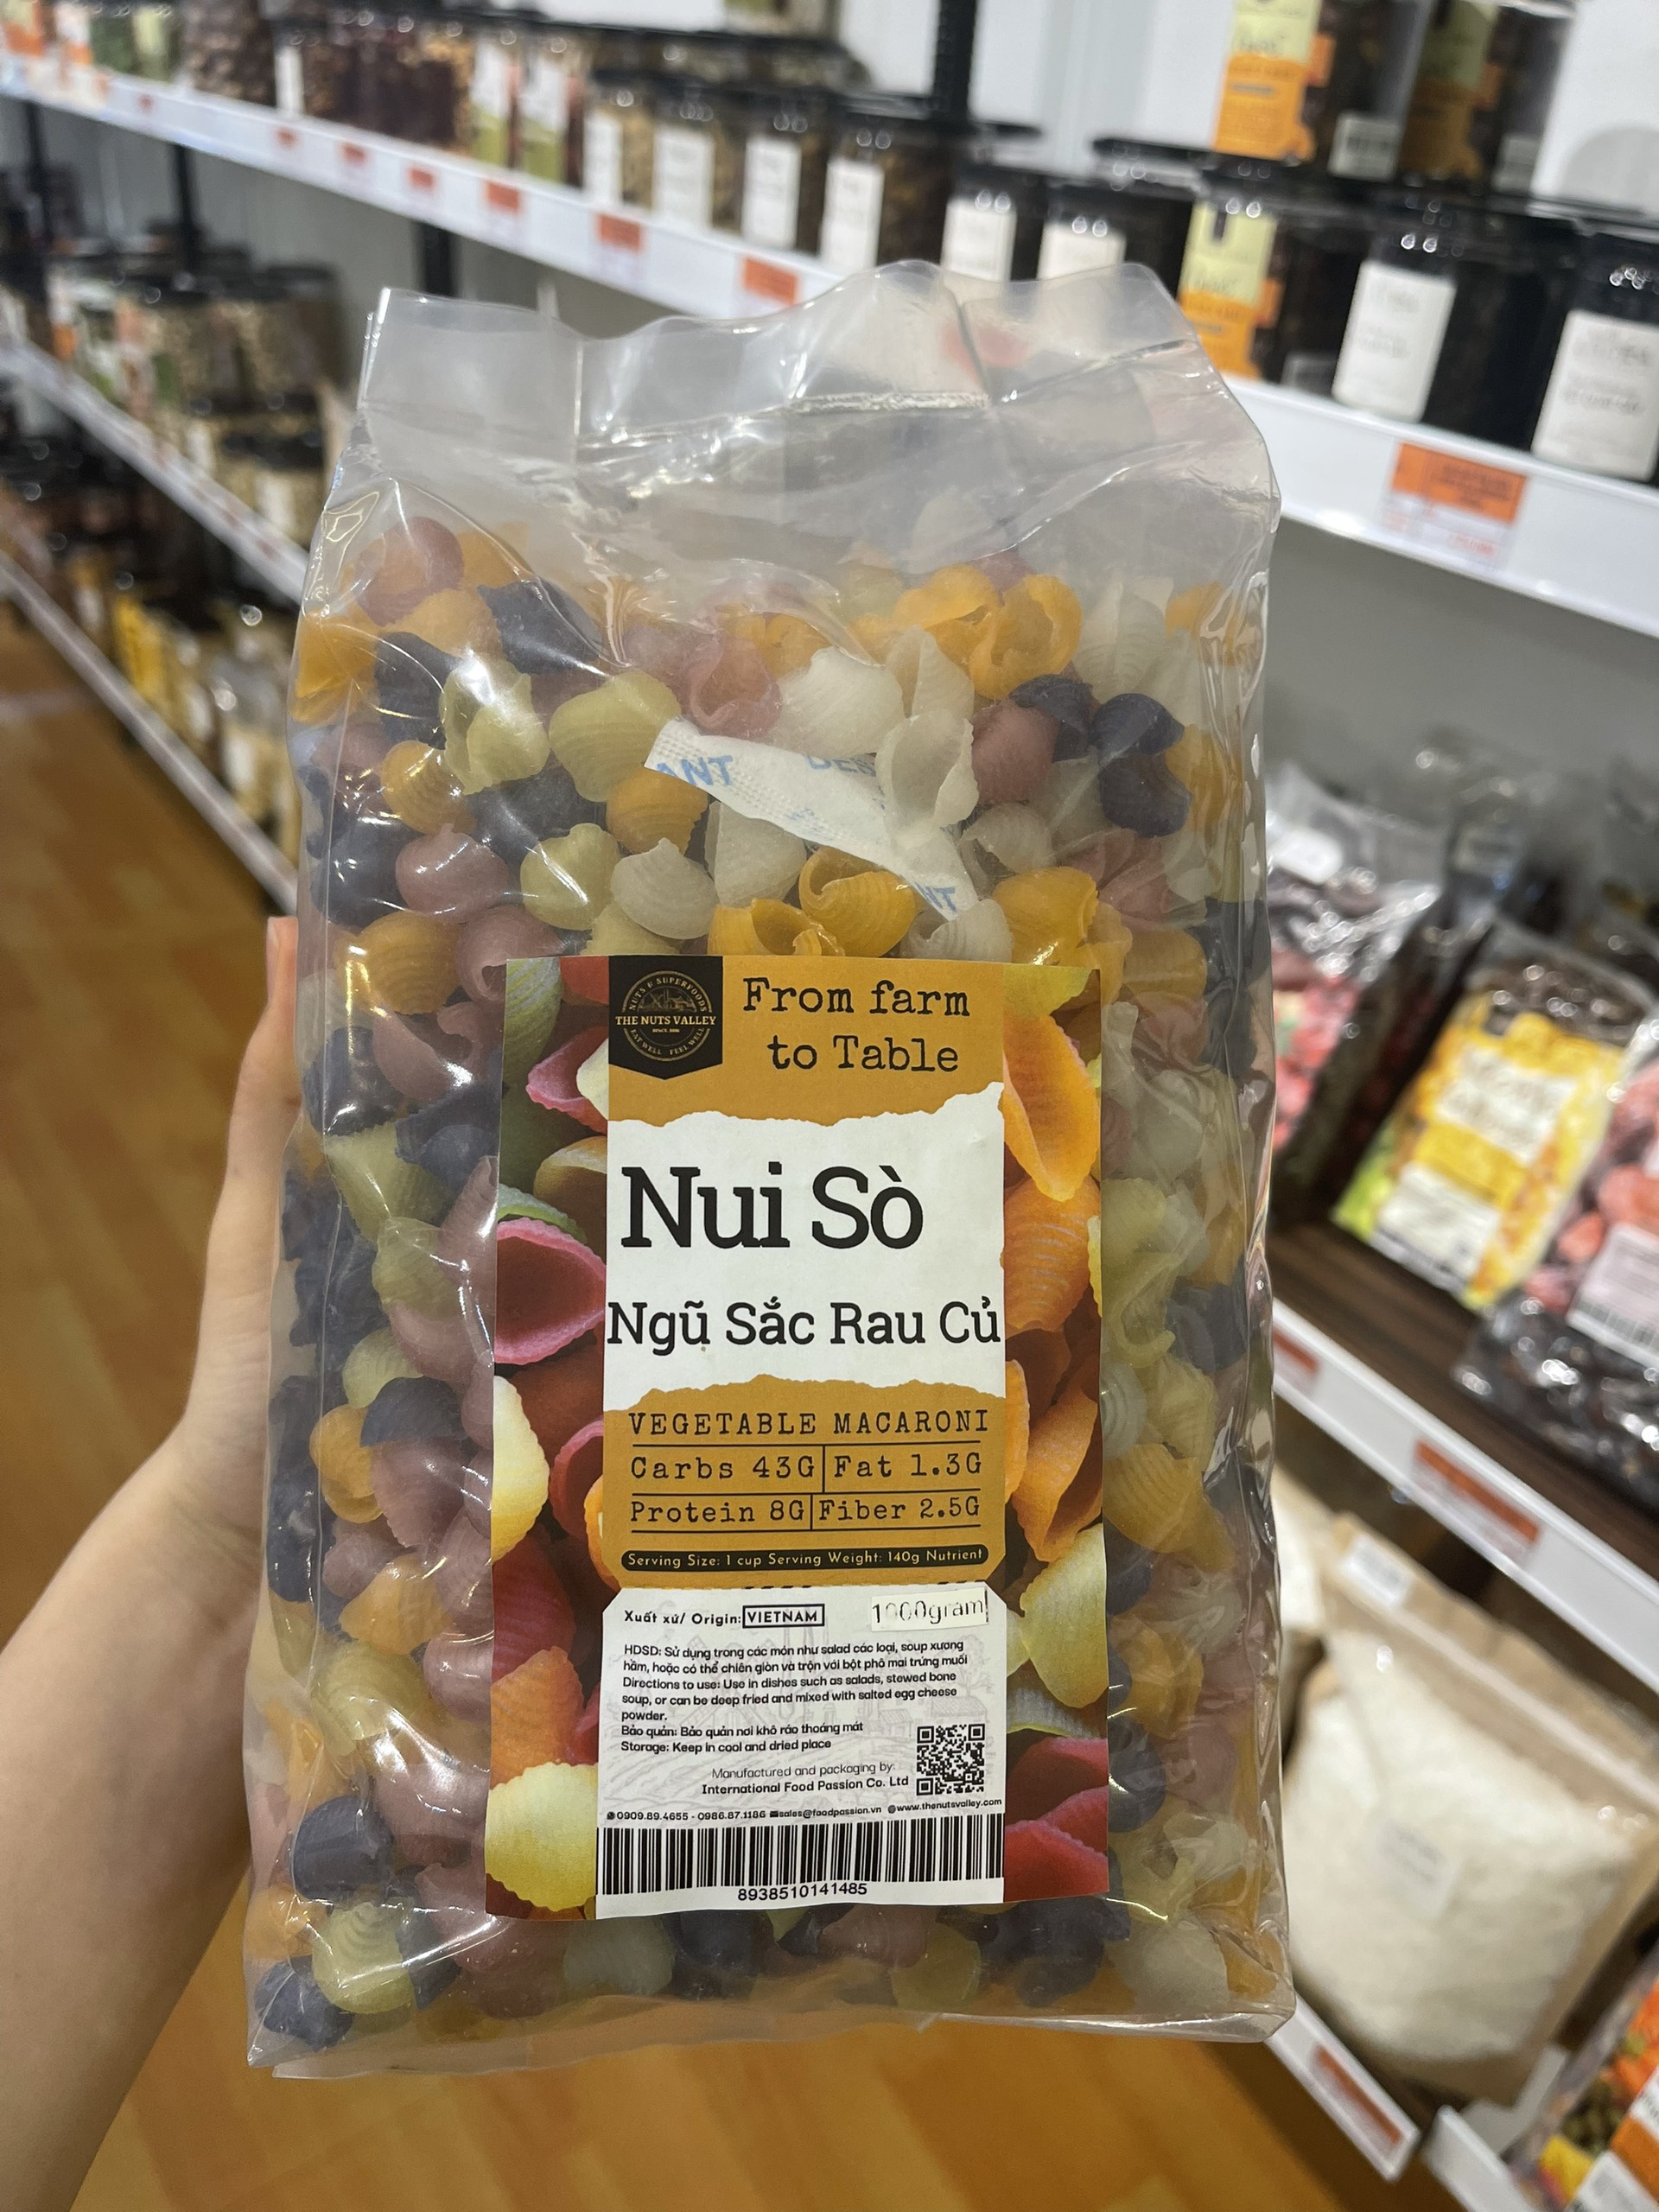 ANT
DES
NT
NUTS & SUPERFOODS
THE NUTS VALLEY
EAT WELL FEEL WELL
From farm
to Table
Nui Sò
Ngũ Sắc Rau Củ
VEGETABLE MACARONI
Carbs 43G Fat 1.3G
Protein 8G Fiber 2.5G
Serving Size: 1 cup Serving Weight: 140g Nutrient
Xuất xứ/ Origin: VIETNAM 1000gram
HDSD: Sử dụng trong các món như salad các loại, soup xương
hầm, hoặc có thể chiên giòn và trộn với bột phô mai trứng muối
Directions to use: Use in dishes such as salads, stewed bone
soup, or can be deep fried and mixed with salted egg cheese
powder.
Bảo quản: Bảo quản nơi khô ráo thoáng mát
Storage: Keep in cool and dried place
Manufactured and packaging by:
International Food Passion Co. Ltd
0909.89.4655 - 0986.87.1186 sales@foodpassion.vn www.thenutsvalley.com
8938510141485